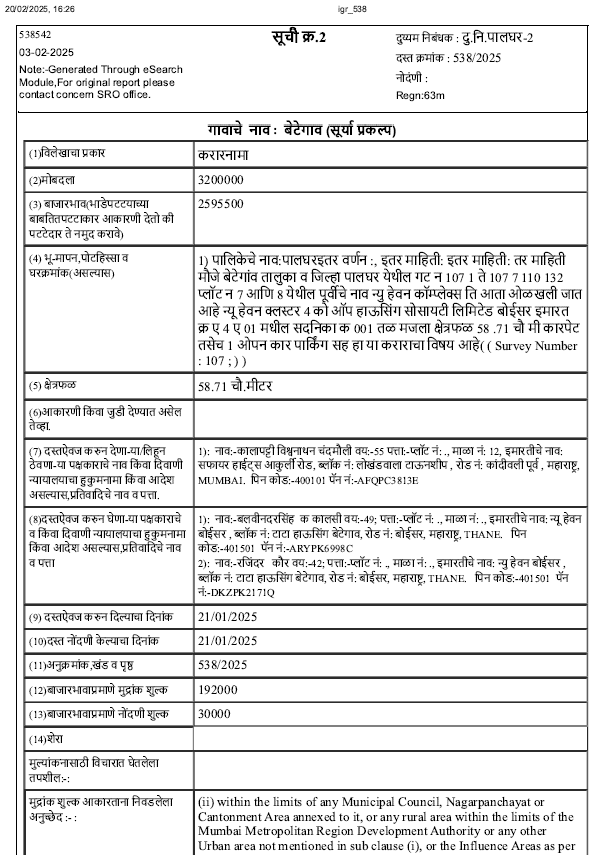 20/02/2025, 16:26
igr_538
538542
03-02-2025
Note:-Generated Through eSearch
Module,For original report please
contact concern SRO office.
सूची क्र.2
दुय्यम निबंधक : दु.नि.पालघर-2
दस्त क्रमांक : 538/2025
नोदंणी :
Regn:63m
गावाचे नाव : बेटेगाव (सूर्या प्रकल्प)
(1)विलेखाचा प्रकार
करारनामा
(2)मोबदला
3200000
(3) बाजारभाव(भाडेपटटयाच्या
बाबतितपटटाकार आकारणी देतो की
पटटेदार ते नमुद करावे)
2595500
(4) भू-मापन,पोटहिस्सा व
घरक्रमांक(असल्यास)
1) पालिकेचे नाव:पालघरइतर वर्णन :, इतर माहिती: इतर माहिती: तर माहिती
मौजे बेटेगांव तालुका व जिल्हा पालघर येथील गट न 107 1 ते 107 7 110 132
प्लॉट न 7 आणि 8 येथील पूर्वीचे नाव न्यु हेवन कॉम्प्लेक्स ति आता ओळखली जात
आहे न्यू हेवन क्लस्टर 4 को ऑप हाऊसिंग सोसायटी लिमिटेड बोईसर इमारत
क्र ए 4 ए 01 मधील सदनिका क 001 तळ मजला क्षेत्रफळ 58 .71 चौ मी कारपेट
तसेच 1 ओपन कार पार्किंग सह हा या कराराचा विषय आहे( ( Survey Number
: 107 ; ) )
(5) क्षेत्रफळ
58.71 चौ.मीटर
(6)आकारणी किंवा जुडी देण्यात असेल
तेव्हा.
(7) दस्तऐवज करुन देणा-या/लिहून
ठेवणा-या पक्षकाराचे नाव किंवा दिवाणी
न्यायालयाचा हुकुमनामा किंवा आदेश
असल्यास,प्रतिवादिचे नाव व पत्ता.
1): नाव:-कालापट्टी विश्वनाथन चंदमौली वय:-55 पत्ता:-प्लॉट नं: ., माळा नं: 12, इमारतीचे नाव:
सफायर हाईट्स आकुर्ली रोड, ब्लॉक नं: लोखंडवाला टाऊनशीप , रोड नं: कांदीवली पूर्व , महाराष्ट्र,
MUMBAI. पिन कोड:-400101 पॅन नं:-AFQPC3813E
(8)दस्तऐवज करुन घेणा-या पक्षकाराचे
व किंवा दिवाणी न्यायालयाचा हुकुमनामा
किंवा आदेश असल्यास,प्रतिवादिचे नाव
व पत्ता
1): नाव:-बलवीनदरसिंह क कालसी वय:-49; पत्ता:-प्लॉट नं: ., माळा नं: ., इमारतीचे नाव: न्यू हेवन
बोईसर , ब्लॉक नं: टाटा हाऊसिंग बेटेगाव, रोड नं: बोईसर, महाराष्ट्र, THANE. पिन
कोड:-401501 पॅन नं:-ARYPK6998C
2): नाव:-रजिंदर कौर वय:-42; पत्ता:-प्लॉट नं: ., माळा नं: ., इमारतीचे नाव: न्यु हेवन बोईसर ,
ब्लॉक नं: टाटा हाऊसिंग बेटेगाव, रोड नं: बोईसर, महाराष्ट्र, THANE. पिन कोड:-401501 पॅन
नं:-DKZPK2171Q
(9) दस्तऐवज करुन दिल्याचा दिनांक
21/01/2025
(10)दस्त नोंदणी केल्याचा दिनांक
21/01/2025
(11)अनुक्रमांक,खंड व पृष्ठ
538/2025
(12)बाजारभावाप्रमाणे मुद्रांक शुल्क
192000
(13)बाजारभावाप्रमाणे नोंदणी शुल्क
30000
(14)शेरा
मुल्यांकनासाठी विचारात घेतलेला
तपशील:-:
मुद्रांक शुल्क आकारताना निवडलेला
अनुच्छेद :- :
(ii) within the limits of any Municipal Council, Nagarpanchayat or
Cantonment Area annexed to it, or any rural area within the limits of the
Mumbai Metropolitan Region Development Authority or any other
Urban area not mentioned in sub clause (i), or the Influence Areas as per